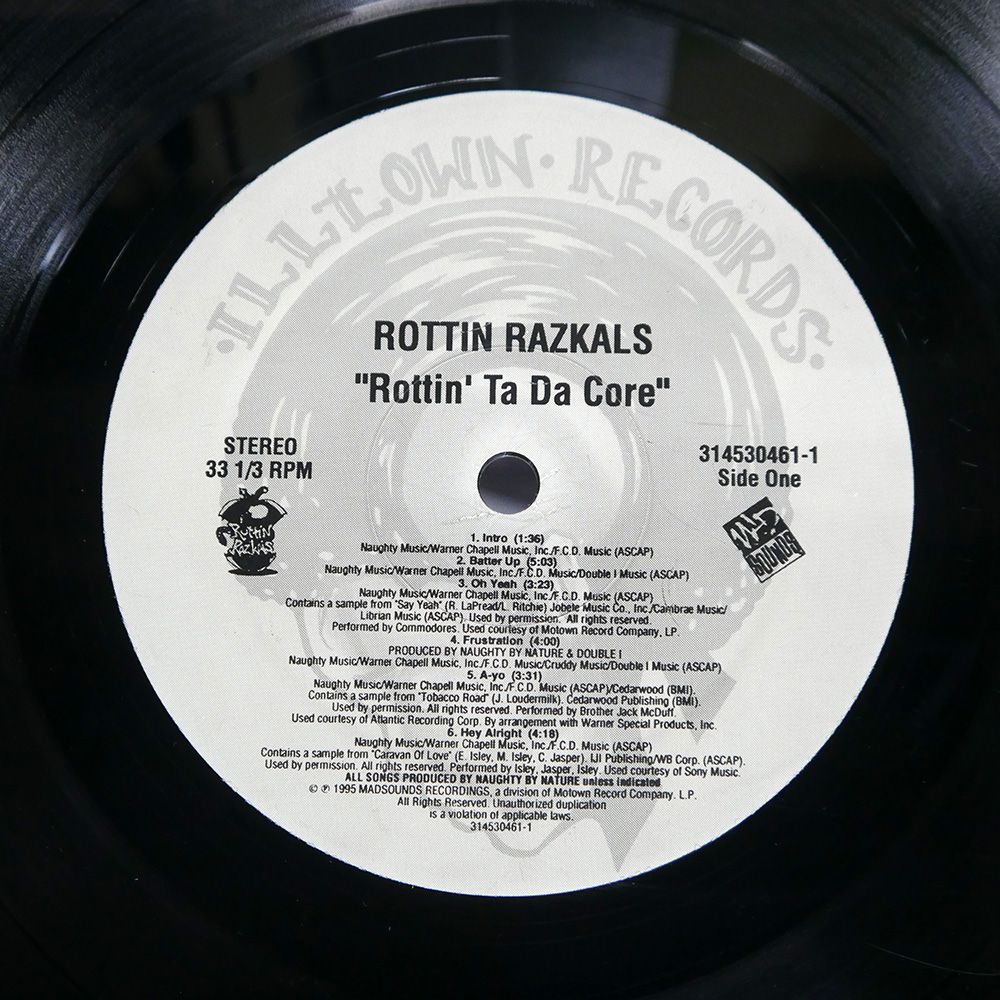 ILLTOWN · RECORDS
ROTTIN RAZKALS
"Rottin' Ta Da Core"
STEREO
33 1/3 RPM
314530461-1
Side One
ROTTIN
RAZKALS
MAD
SOUNDS
1. Intro (1:36)
Naughty Music/Warner Chapell Music, Inc./F.C.D. Music (ASCAP)
2. Batter Up (5:03)
Naughty Music/Warner Chapell Music, Inc./F.C.D. Music/Double I Music (ASCAP)
3. Oh Yeah (3:23)
Naughty Music/Warner Chapell Music, Inc./F.C.D. Music (ASCAP)
Contains a sample from "Say Yeah" (R. LaPread/L. Ritchie) Jobete Music Co., Inc./Cambrae Music/
Librian Music (ASCAP). Used by permission. All rights reserved.
Performed by Commodores. Used courtesy of Motown Record Company, LP.
4. Frustration (4:00)
PRODUCED BY NAUGHTY BY NATURE & DOUBLE I
Naughty Music/Warner Chapell Music, Inc./F.C.D. Music/Cruddy Music/Double I Music (ASCAP)
5. A-yo (3:31)
Naughty Music/Warner Chapell Music, Inc./F.C.D. Music (ASCAP)/Cedarwood (BMI).
Contains a sample from "Tobacco Road" (J. Loudermilk). Cedarwood Publishing (BMI).
Used by permission. All rights reserved. Performed by Brother Jack McDuff.
Used courtesy of Atlantic Recording Corp. By arrangement with Warner Special Products, Inc.
6. Hey Alright (4:18)
Naughty Music/Warner Chapell Music, Inc./F.C.D. Music (ASCAP)
Contains a sample from "Caravan Of Love" (E. Isley, M. Isley, C. Jasper). IJI Publishing/WB Corp. (ASCAP).
Used by permission. All rights reserved. Performed by Isley, Jasper, Isley. Used courtesy of Sony Music.
ALL SONGS PRODUCED BY NAUGHTY BY NATURE unless indicated
© ℗ 1995 MADSOUNDS RECORDINGS, a division of Motown Record Company, L.P.
All Rights Reserved. Unauthorized duplication
is a violation of applicable laws.
314530461-1